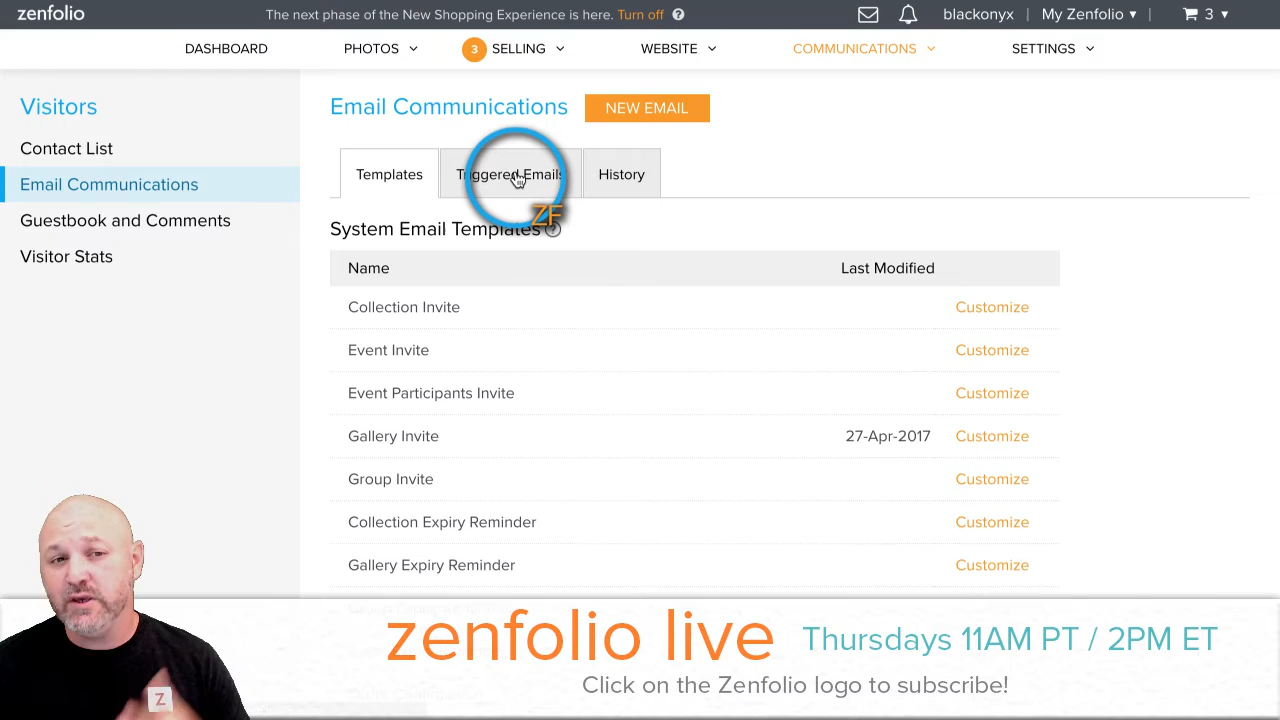 zenfolio
The next phase of the New Shopping Experience is here. Turn off ?
blackonyx | My Zenfolio ▾ | 3 ▾
DASHBOARD PHOTOS 3 SELLING WEBSITE COMMUNICATIONS SETTINGS
Visitors
Contact List
Email Communications
Guestbook and Comments
Visitor Stats
Email Communications NEW EMAIL
Templates Triggered Emails History
ZF
System Email Templates ?
Name Last Modified
Collection Invite Customize
Event Invite Customize
Event Participants Invite Customize
Gallery Invite 27-Apr-2017 Customize
Group Invite Customize
Collection Expiry Reminder Customize
Gallery Expiry Reminder Customize
zenfolio live Thursdays 11AM PT / 2PM ET
Click on the Zenfolio logo to subscribe!
Z